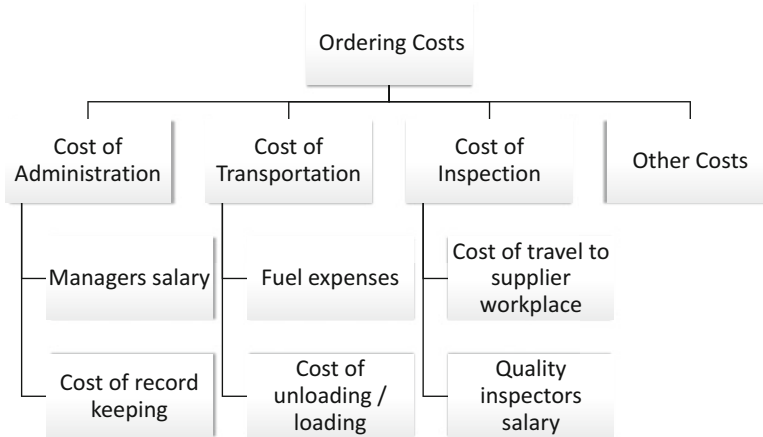 Ordering Costs
Cost of
Administration
Cost of
Transportation
Cost of
Inspection
Other Costs
Managers salary
Fuel expenses
Cost of travel to
supplier
workplace
Cost of record
keeping
Cost of
unloading /
loading
Quality
inspectors
salary